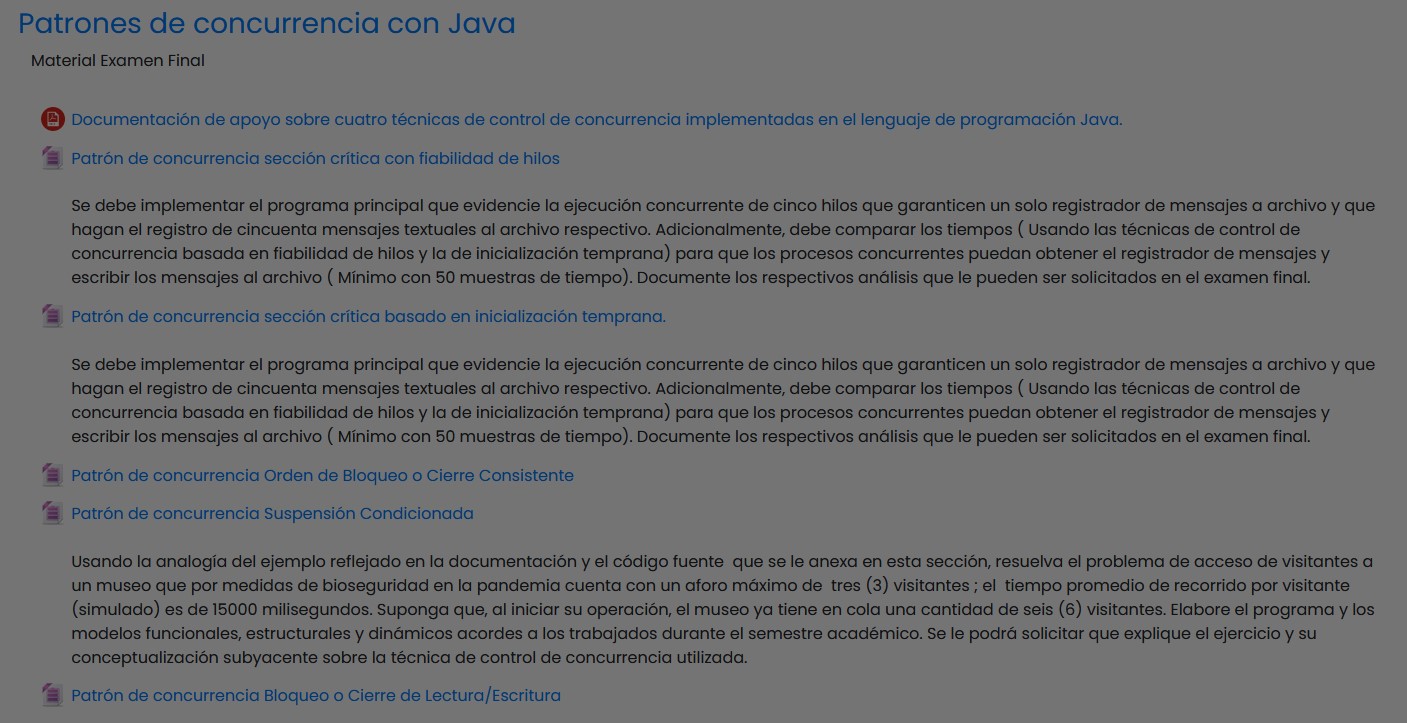 Patrones de concurrencia con Java
Material Examen Final
Documentación de apoyo sobre cuatro técnicas de control de concurrencia implementadas en el lenguaje de programación Java.
Patrón de concurrencia sección crítica con fiabilidad de hilos
Se debe implementar el programa principal que evidencie la ejecución concurrente de cinco hilos que garanticen un solo registrador de mensajes a archivo y que
hagan el registro de cincuenta mensajes textuales al archivo respectivo. Adicionalmente, debe comparar los tiempos ( Usando las técnicas de control de
concurrencia basada en fiabilidad de hilos y la de inicialización temprana) para que los procesos concurrentes puedan obtener el registrador de mensajes y
escribir los mensajes al archivo ( Mínimo con 50 muestras de tiempo). Documente los respectivos análisis que le pueden ser solicitados en el examen final.
Patrón de concurrencia sección crítica basado en inicialización temprana.
Se debe implementar el programa principal que evidencie la ejecución concurrente de cinco hilos que garanticen un solo registrador de mensajes a archivo y que
hagan el registro de cincuenta mensajes textuales al archivo respectivo. Adicionalmente, debe comparar los tiempos ( Usando las técnicas de control de
concurrencia basada en fiabilidad de hilos y la de inicialización temprana) para que los procesos concurrentes puedan obtener el registrador de mensajes y
escribir los mensajes al archivo ( Mínimo con 50 muestras de tiempo). Documente los respectivos análisis que le pueden ser solicitados en el examen final.
Patrón de concurrencia Orden de Bloqueo o Cierre Consistente
Patrón de concurrencia Suspensión Condicionada
Usando la analogía del ejemplo reflejado en la documentación y el código fuente que se le anexa en esta sección, resuelva el problema de acceso de visitantes a
un museo que por medidas de bioseguridad en la pandemia cuenta con un aforo máximo de tres (3) visitantes ; el tiempo promedio de recorrido por visitante
(simulado) es de 15000 milisegundos. Suponga que, al iniciar su operación, el museo ya tiene en cola una cantidad de seis (6) visitantes. Elabore el programa y los
modelos funcionales, estructurales y dinámicos acordes a los trabajados durante el semestre académico. Se le podrá solicitar que explique el ejercicio y su
conceptualización subyacente sobre la técnica de control de concurrencia utilizada.
Patrón de concurrencia Bloqueo o Cierre de Lectura/Escritura